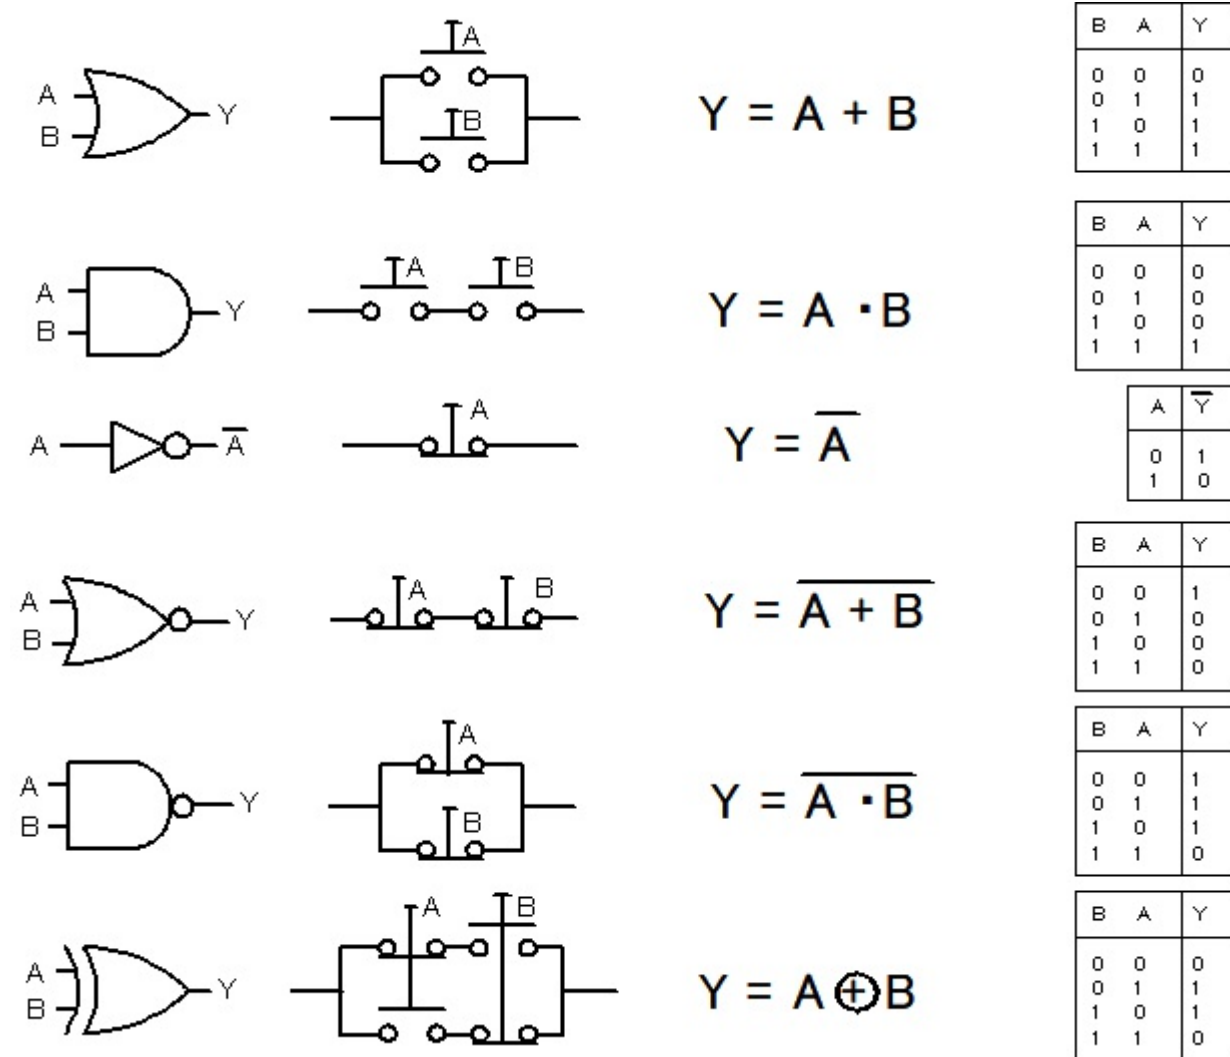 A
B
Y
A
B
Y = A + B
B A Y
0 0 0
0 1 1
1 0 1
1 1 1
A
B
Y
A B
Y = A · B
B A Y
0 0 0
0 1 0
1 0 0
1 1 1
A A̅
A
Y = A̅
A Y̅
0 1
1 0
A
B
Y
A B
Y = A̅ ̅+̅ ̅B̅
B A Y
0 0 1
0 1 0
1 0 0
1 1 0
A
B
Y
A
B
Y = A̅ ̅·̅ ̅B̅
B A Y
0 0 1
0 1 1
1 0 1
1 1 0
A
B
Y
A B
Y = A ⊕ B
B A Y
0 0 0
0 1 1
1 0 1
1 1 0